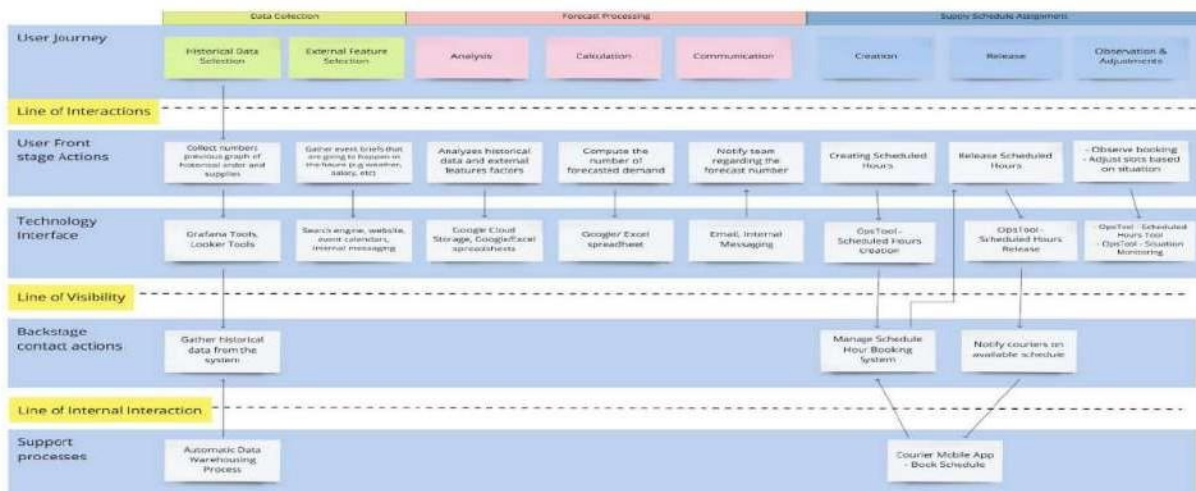 Data Collection
Forecast Processing
Supply Schedule Assignment
User Journey
Historical Data
Selection
External Feature
Selection
Analysis
Calculation
Communication
Creation
Release
Observation &
Adjustments
Line of Interactions
User Front
stage Actions
Collect numbers
previous graph of
historical order and
supplies
Gather event briefs that
are going to happen in
the future (e.g weather,
salary, etc)
Analyzes historical
data and external
features factors
Compute the
number of
forecasted demand
Notify team
regarding the
forecast number
Creating Scheduled
Hours
Release Scheduled
Hours
- Observe booking
- Adjust slots based
on situation
Technology
Interface
Grafana Tools,
Looker Tools
Search engine, website,
event calendars,
internal messaging
Google Cloud
Storage, Google/Excel
spreadsheets
Google/ Excel
spreadheet
Email, Internal
Messaging
OpsTool -
Scheduled Hours
Creation
OpsTool -
Scheduled Hours
Release
- OpsTool - Scheduled
Hours Tool
- OpsTool - Situation
Monitoring
Line of Visibility
Backstage
contact actions
Gather historical
data from the
system
Manage Schedule
Hour Booking
System
Notify couriers on
available schedule
Line of Internal Interaction
Support
processes
Automatic Data
Warehousing
Process
Courier Mobile App
- Book Schedule